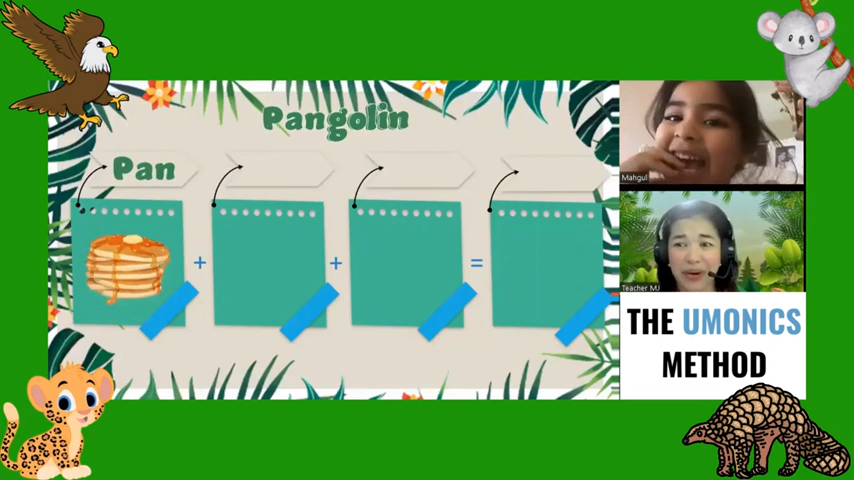 Pangolin
Pan
+ + =
Mahgul
Teacher MJ
THE UMONICS
METHOD